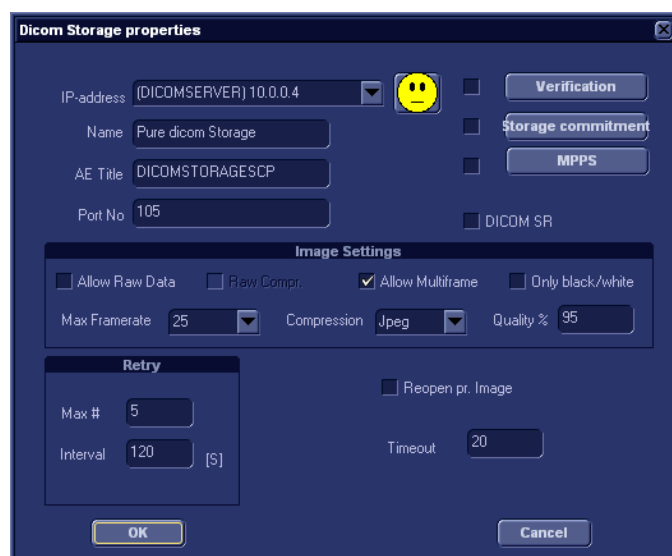 Dicom Storage properties
IP-address (DICOMSERVER) 10.0.0.4
Verification
Name Pure dicom Storage
Storage commitment
AE Title DICOMSTORAGESCP
MPPS
Port No 105
DICOM SR
Image Settings
Allow Raw Data Raw Compr. Allow Multiframe Only black/white
Max Framerate 25 Compression Jpeg Quality % 95
Retry
Reopen pr. Image
Max # 5
Interval 120 [S]
Timeout 20
OK Cancel